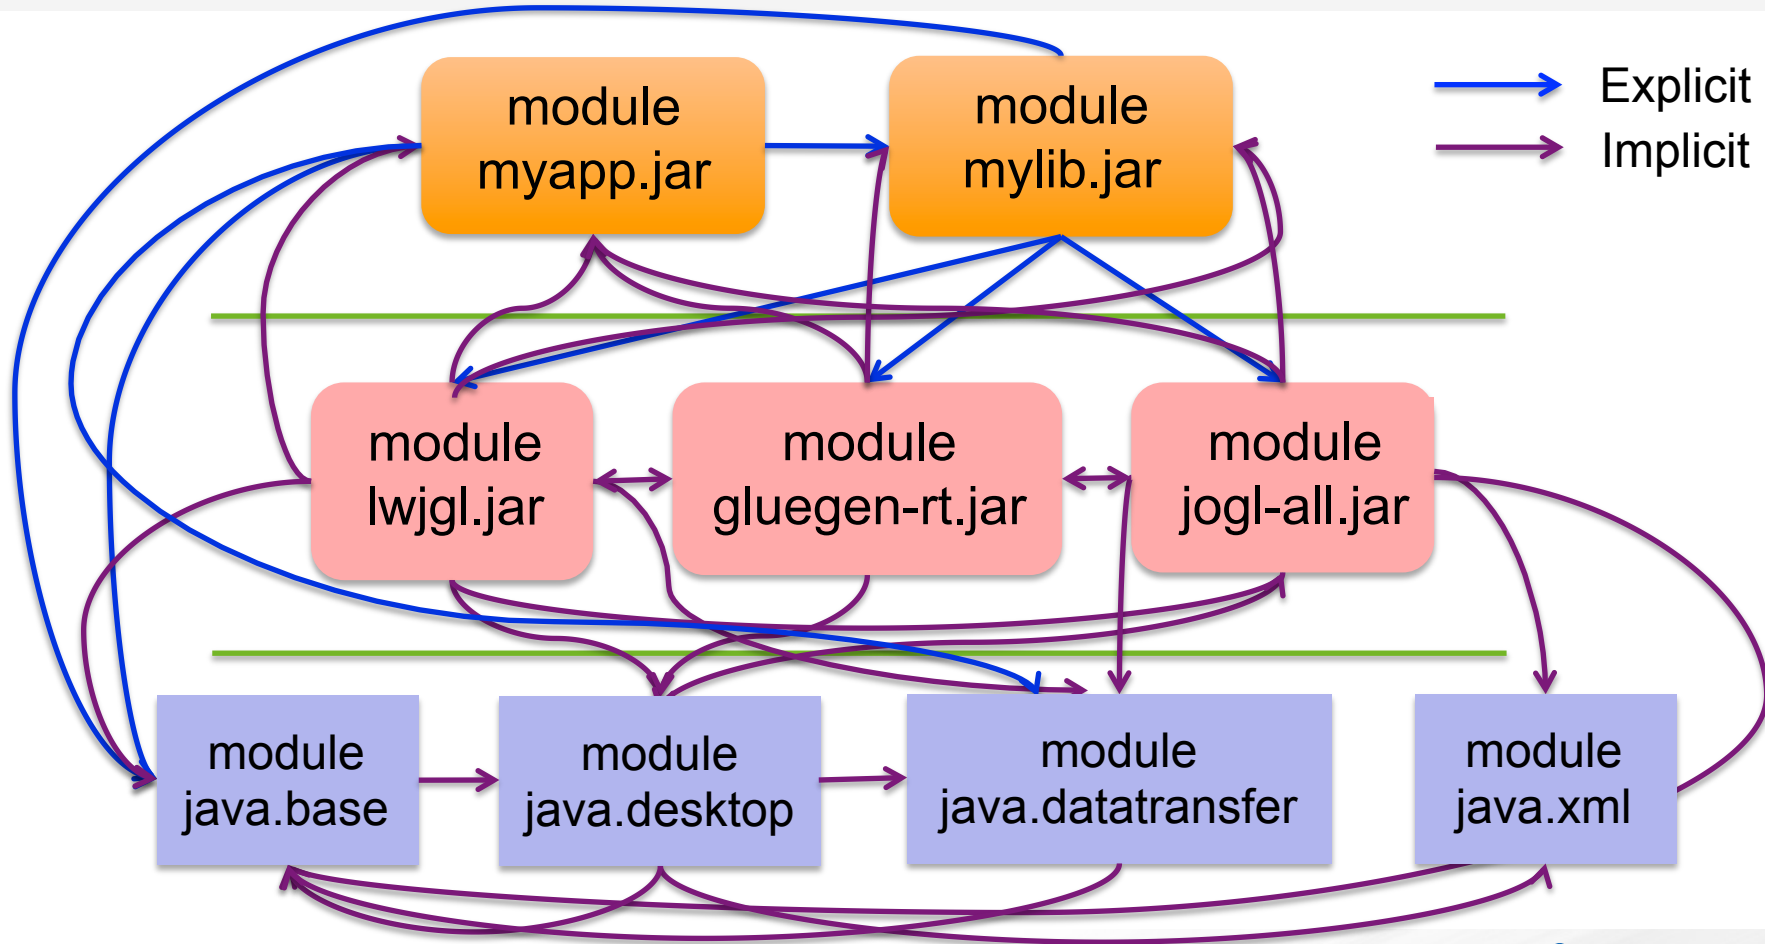 module
myapp.jar
module
mylib.jar
Explicit
Implicit
module
lwjgl.jar
module
gluegen-rt.jar
module
jogl-all.jar
module
java.base
module
java.desktop
module
java.datatransfer
module
java.xml